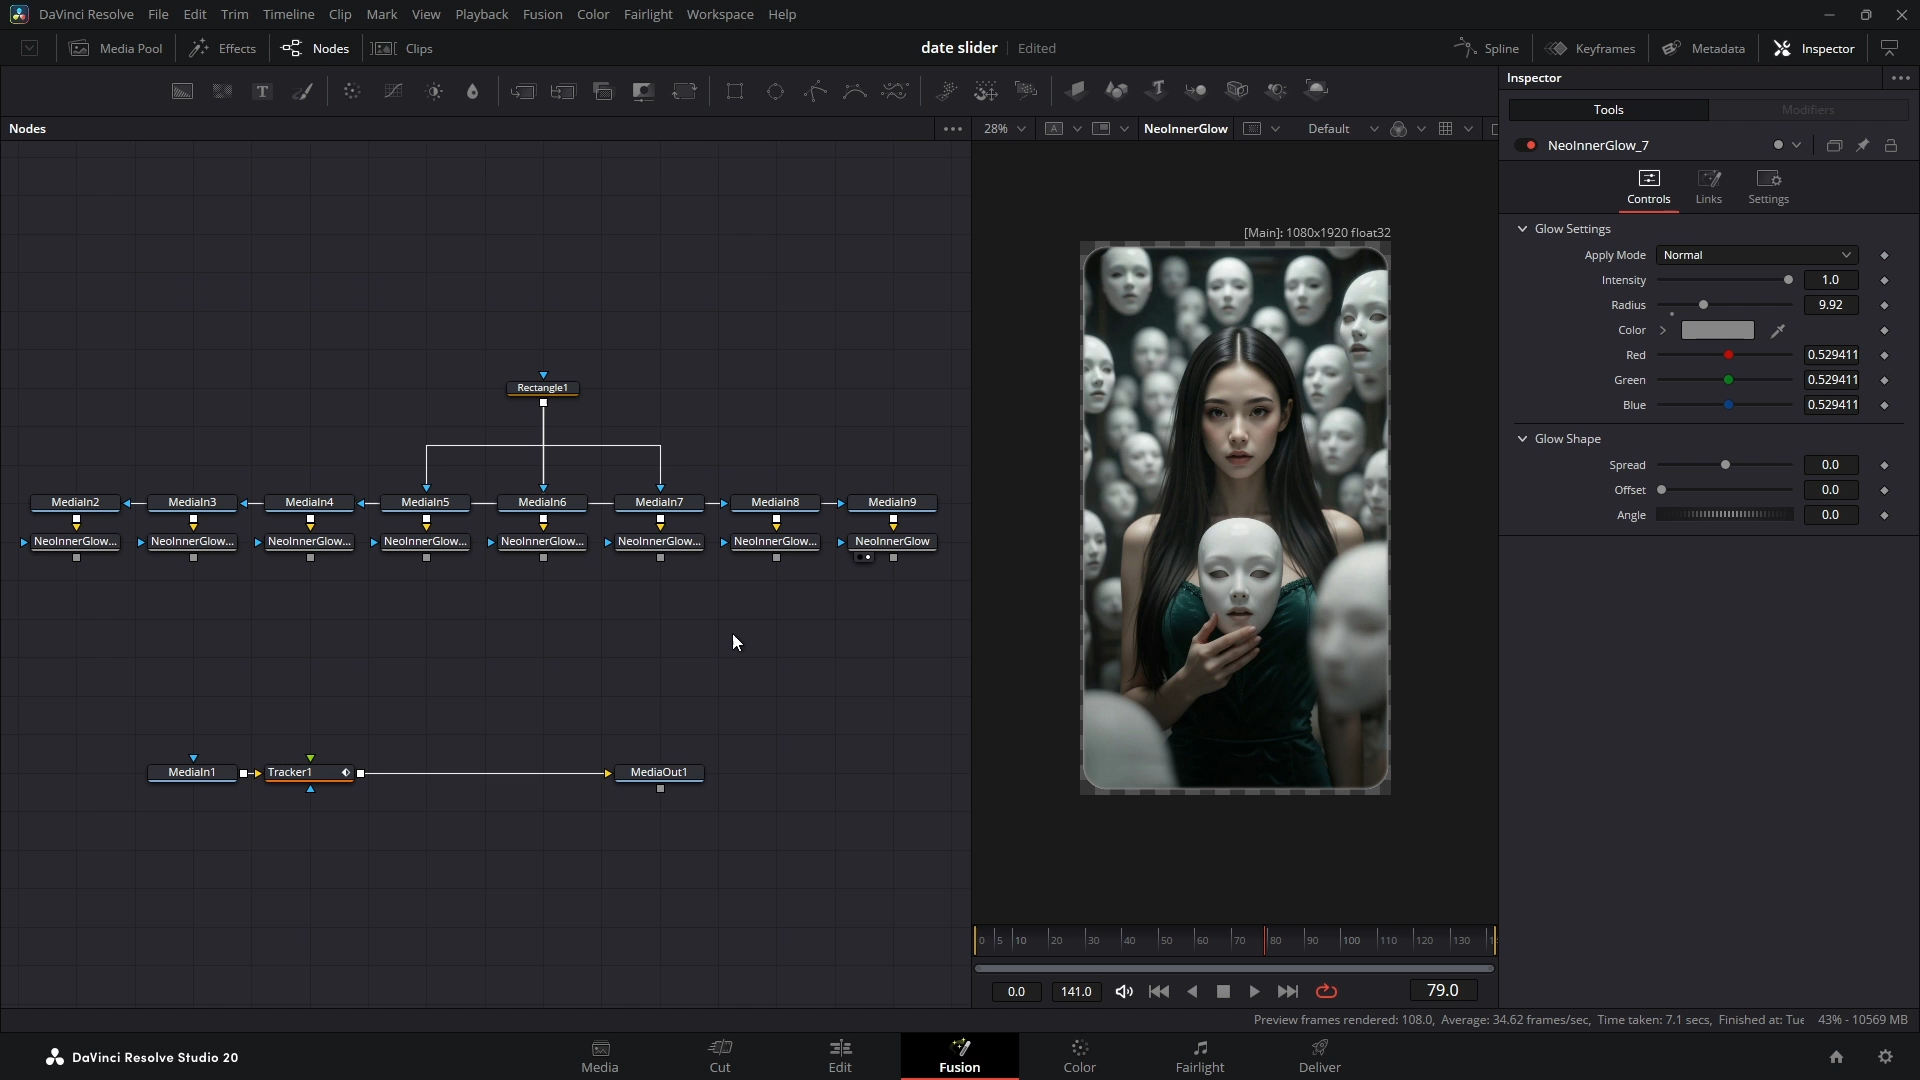 DaVinci Resolve File Edit Trim Timeline Clip Mark View Playback Fusion Color Fairlight Workspace Help
Media Pool Effects Nodes Clips date slider Edited Spline Keyframes Metadata Inspector
Inspector
Tools Modifiers
Nodes 28% A NeoInnerGlow Default
NeoInnerGlow_7
Controls Links Settings
Glow Settings
[Main]: 1080x1920 float32
Apply Mode Normal
Intensity 1.0
Radius 9.92
Color
Red 0.529411
Green 0.529411
Blue 0.529411
Glow Shape
Spread 0.0
Offset 0.0
Angle 0.0
Rectangle1
MediaIn2 MediaIn3 MediaIn4 MediaIn5 MediaIn6 MediaIn7 MediaIn8 MediaIn9
NeoInnerGlow... NeoInnerGlow... NeoInnerGlow... NeoInnerGlow... NeoInnerGlow... NeoInnerGlow... NeoInnerGlow... NeoInnerGlow
MediaIn1 Tracker1 MediaOut1
0 5 10 20 30 40 50 60 70 80 90 100 110 120 130 1
0.0 141.0 79.0
Preview frames rendered: 108.0, Average: 34.62 frames/sec, Time taken: 7.1 secs, Finished at: Tue 43% - 10569 MB
DaVinci Resolve Studio 20 Media Cut Edit Fusion Color Fairlight Deliver